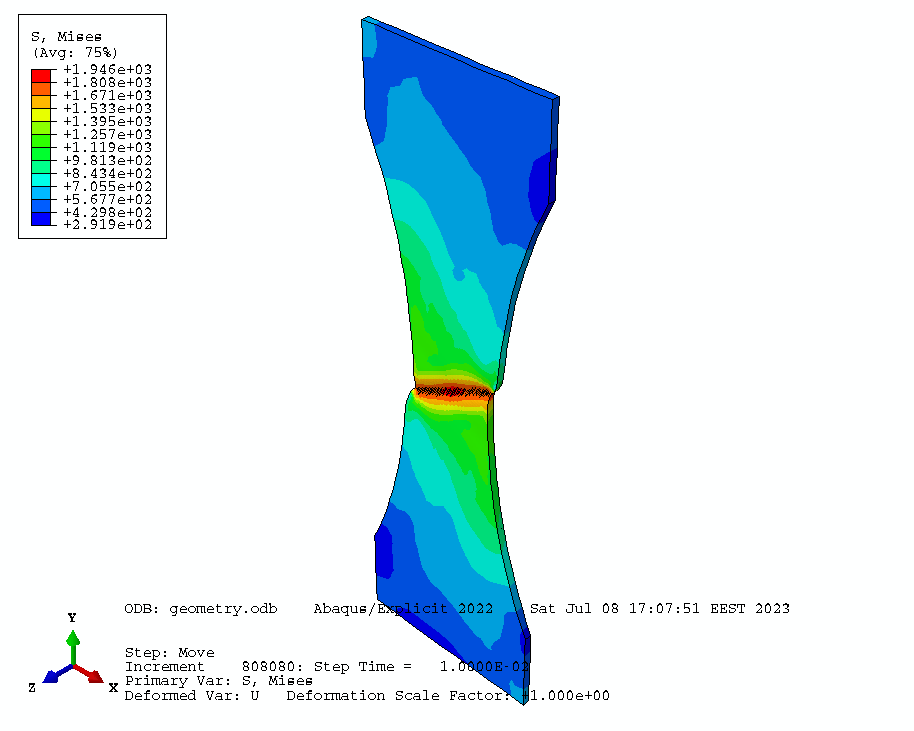 S, Mises
(Avg: 75%)
+1.946e+03
+1.808e+03
+1.671e+03
+1.533e+03
+1.395e+03
+1.257e+03
+1.119e+03
+9.813e+02
+8.434e+02
+7.055e+02
+5.677e+02
+4.298e+02
+2.919e+02
ODB: geometry.odb Abaqus/Explicit 2022 Sat Jul 08 17:07:51 EEST 2023
Y
Z
X
Step: Move
Increment 808080: Step Time = 1.0000E-02
Primary Var: S, Mises
Deformed Var: U Deformation Scale Factor: +1.000e+00